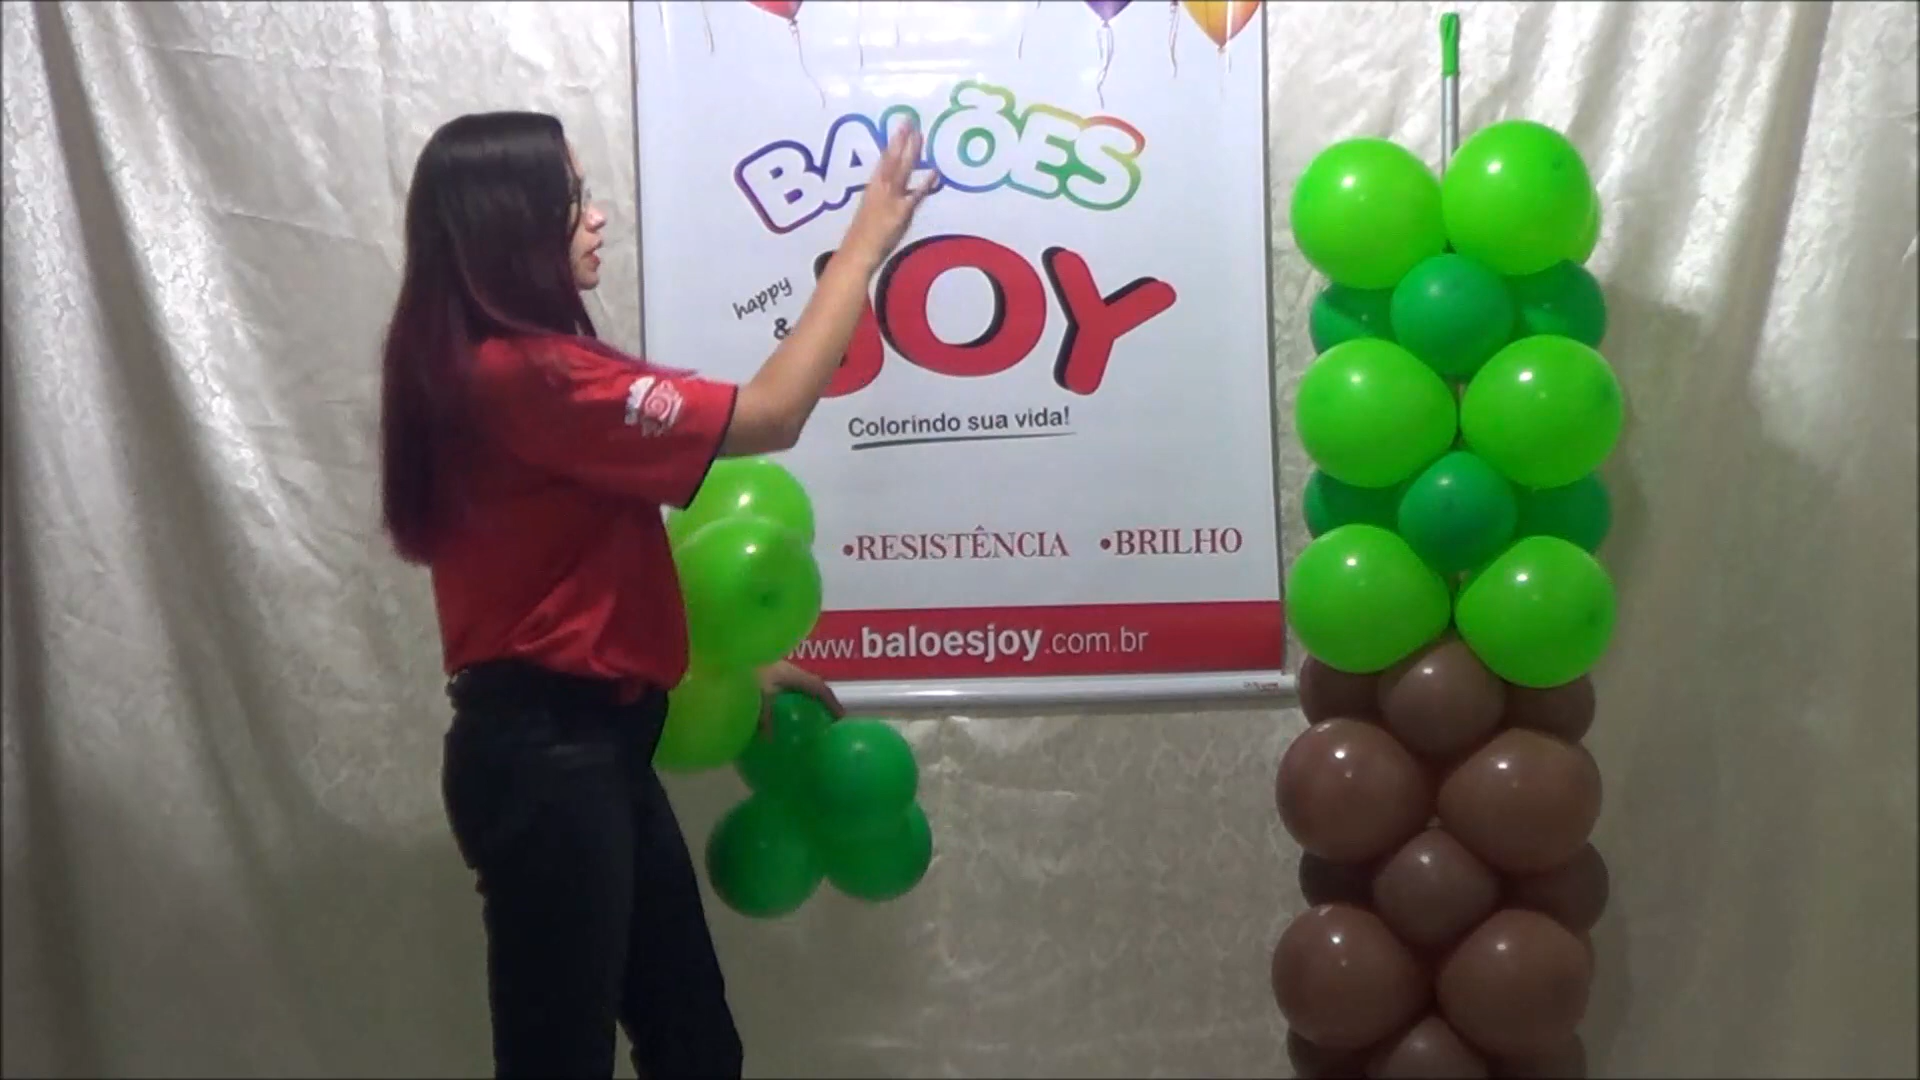 BALÕES
happy
&
JOY
Colorindo sua vida!
•RESISTÊNCIA •BRILHO
www.baloesjoy.com.br